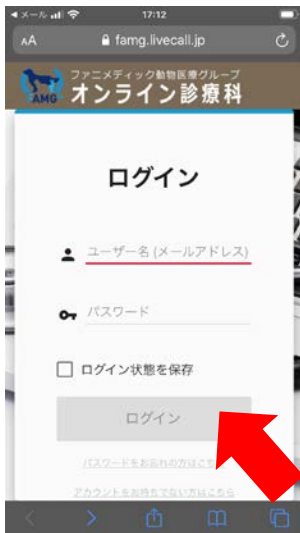 メール 17:12
AA famg.livecall.jp
ファニメディック動物医療グループ
AMG オンライン診療科
ログイン
ユーザー名 (メールアドレス)
パスワード
ログイン状態を保存
ログイン
パスワードをお忘れの方はこち
アカウントをお持ちでない方はこちら